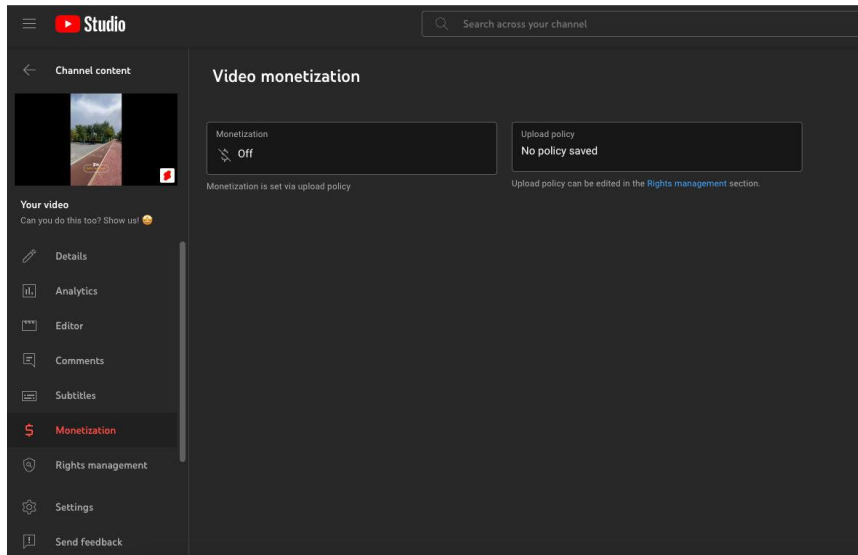 Studio
Search across your channel
Channel content
Video monetization
Monetization
Off
Upload policy
No policy saved
Monetization is set via upload policy
Upload policy can be edited in the Rights management section.
Your video
Can you do this too? Show us! 🤩
Details
Analytics
Editor
Comments
Subtitles
Monetization
Rights management
Settings
Send feedback